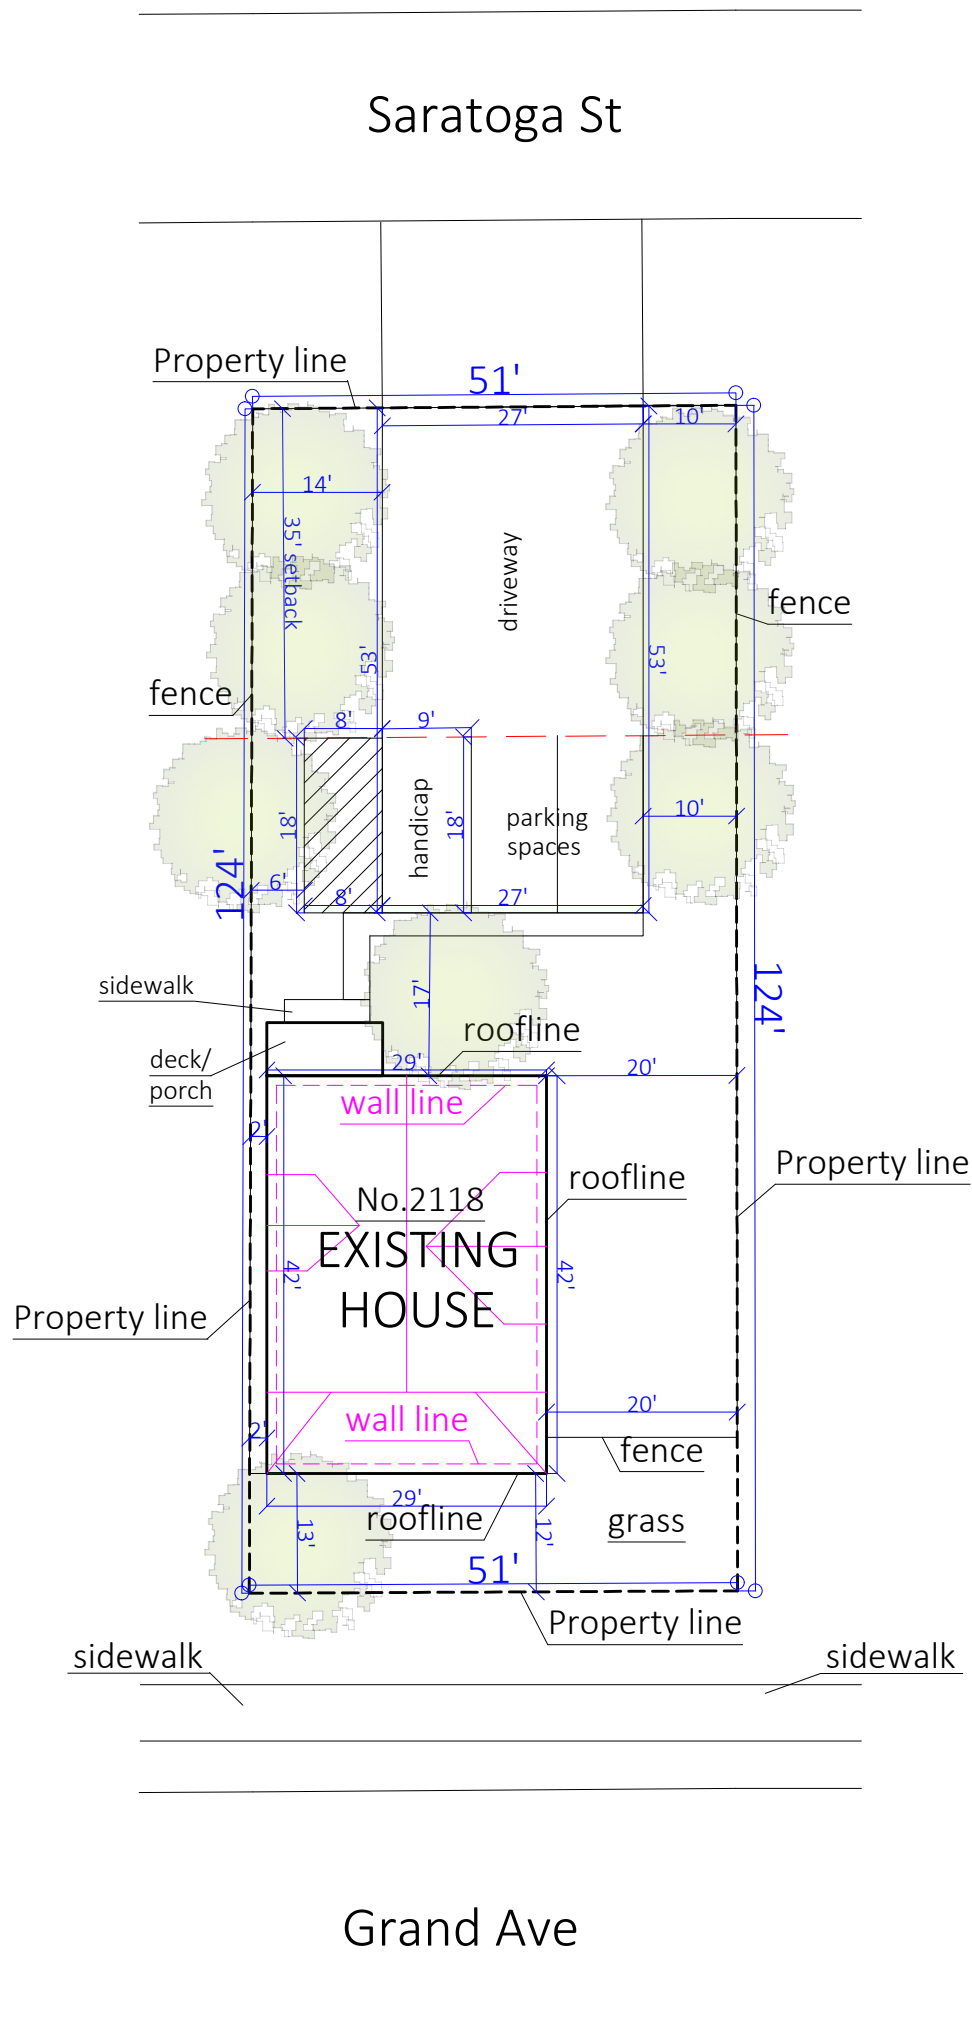 Saratoga St
Property line
51'
27'
10'
14'
35' setback
driveway
fence
53'
53'
fence
8'
9'
18'
handicap
18'
parking
spaces
10'
124'
6'
8'
27'
sidewalk
17'
124'
roofline
deck/
porch
29'
20'
wall line
2'
Property line
roofline
No.2118
EXISTING
HOUSE
42'
42'
Property line
20'
wall line
2'
fence
29'
roofline
13'
12'
grass
51'
Property line
sidewalk
sidewalk
Grand Ave